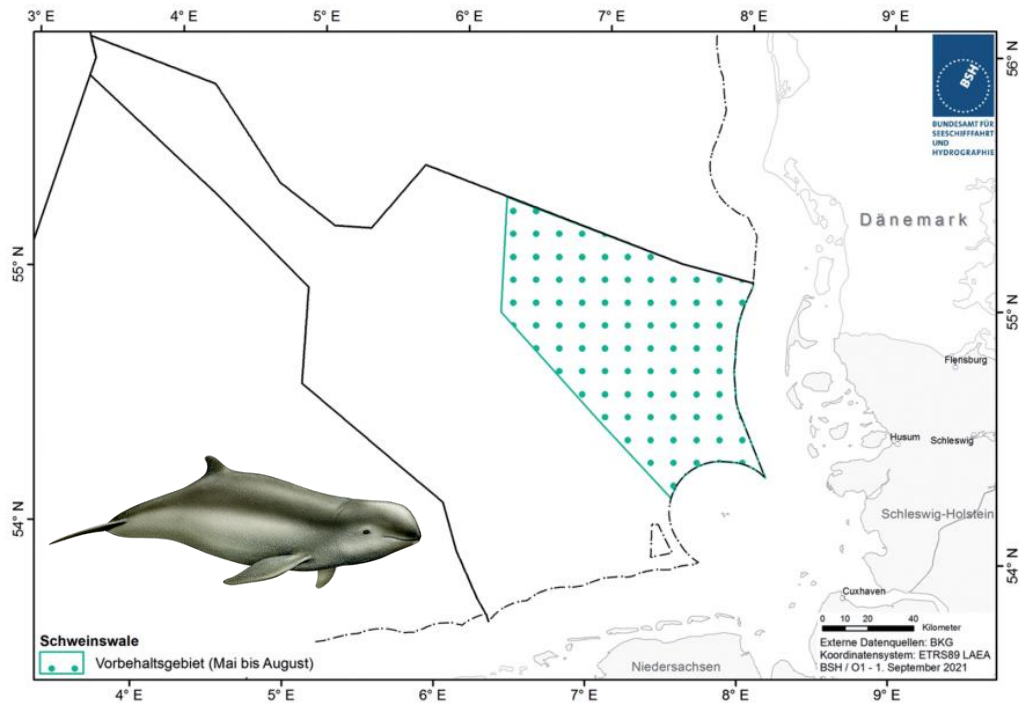 3° E
4° E
5° E
6° E
7° E
8° E
9° E
56° N
BSH
BUNDESAMT FÜR
SEESCHIFFFAHRT
UND
HYDROGRAPHIE
Dänemark
55° N
55° N
Flensburg
Husum
Schleswig
Schleswig-Holstein
54° N
54° N
Cuxhaven
0 10 20 40
Kilometer
Externe Datenquellen: BKG
Koordinatensystem: ETRS89 LAEA
BSH / O1 - 1. September 2021
Niedersachsen
Schweinswale
Vorbehaltsgebiet (Mai bis August)
4° E
5° E
6° E
7° E
8° E
9° E